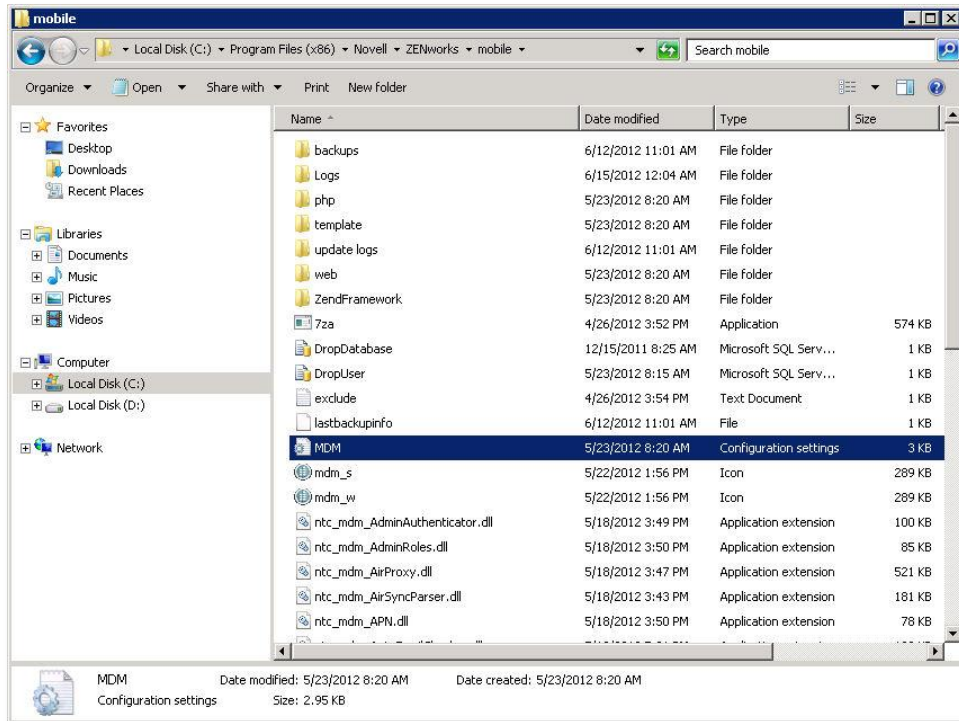 mobile
Local Disk (C:) Program Files (x86) Novell ZENworks mobile
Search mobile
Organize Open Share with Print New folder
Favorites
Desktop
Downloads
Recent Places
Libraries
Documents
Music
Pictures
Videos
Computer
Local Disk (C:)
Local Disk (D:)
Network
Name Date modified Type Size
backups 6/12/2012 11:01 AM File folder
Logs 6/15/2012 12:04 AM File folder
php 5/23/2012 8:20 AM File folder
template 5/23/2012 8:20 AM File folder
update logs 6/12/2012 11:01 AM File folder
web 5/23/2012 8:20 AM File folder
ZendFramework 5/23/2012 8:20 AM File folder
7za 4/26/2012 3:52 PM Application 574 KB
DropDatabase 12/15/2011 8:25 AM Microsoft SQL Serv... 1 KB
DropUser 5/23/2012 8:15 AM Microsoft SQL Serv... 1 KB
exclude 4/26/2012 3:54 PM Text Document 1 KB
lastbackupinfo 6/12/2012 11:01 AM File 1 KB
MDM 5/23/2012 8:20 AM Configuration settings 3 KB
mdm_s 5/22/2012 1:56 PM Icon 289 KB
mdm_w 5/22/2012 1:56 PM Icon 289 KB
ntc_mdm_AdminAuthenticator.dll 5/18/2012 3:49 PM Application extension 100 KB
ntc_mdm_AdminRoles.dll 5/18/2012 3:50 PM Application extension 85 KB
ntc_mdm_AirProxy.dll 5/18/2012 3:47 PM Application extension 521 KB
ntc_mdm_AirSyncParser.dll 5/18/2012 3:43 PM Application extension 181 KB
ntc_mdm_APN.dll 5/18/2012 3:50 PM Application extension 78 KB
MDM Date modified: 5/23/2012 8:20 AM Date created: 5/23/2012 8:20 AM
Configuration settings Size: 2.95 KB